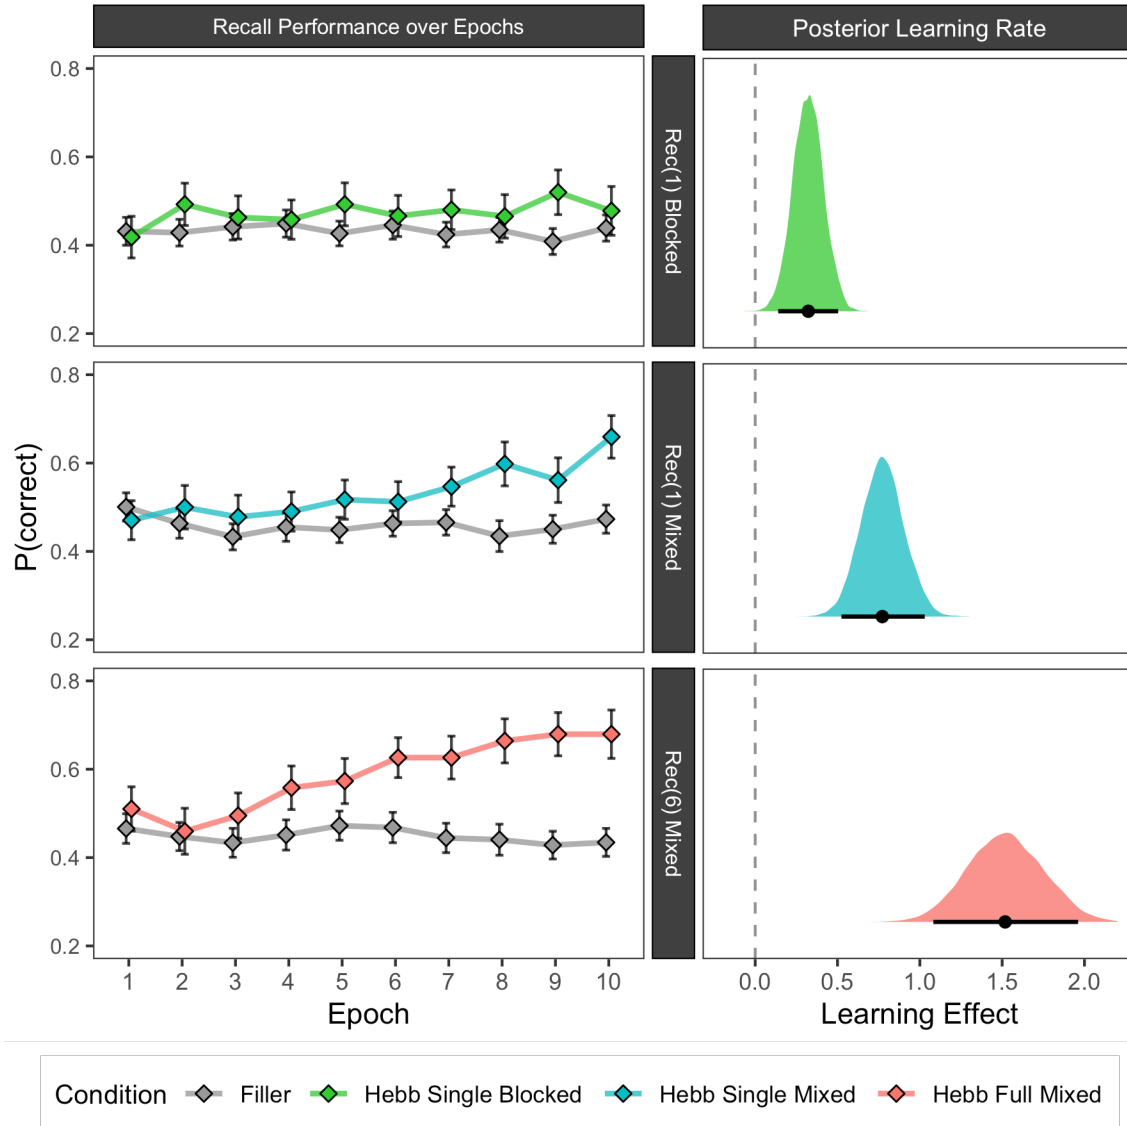 Recall Performance over Epochs
Posterior Learning Rate
P(correct)
0.8
0.6
0.4
0.2
Rec(1) Blocked
0.8
0.6
0.4
0.2
Rec(1) Mixed
0.8
0.6
0.4
0.2
Rec(6) Mixed
1 2 3 4 5 6 7 8 9 10
Epoch
0.0 0.5 1.0 1.5 2.0
Learning Effect
Condition Filler Hebb Single Blocked Hebb Single Mixed Hebb Full Mixed